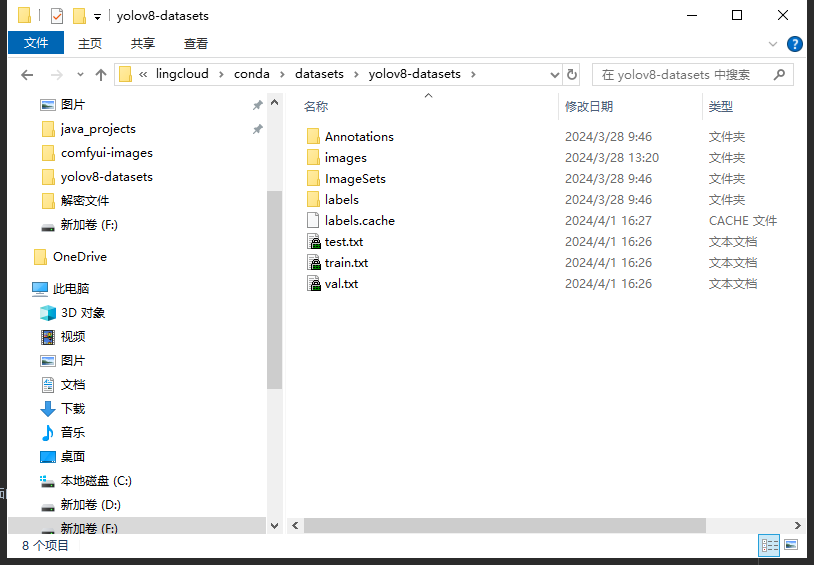 yolov8-datasets
文件 主页 共享 查看
« lingcloud › conda › datasets › yolov8-datasets ›
在 yolov8-datasets 中搜索
图片
java_projects
comfyui-images
yolov8-datasets
解密文件
新加卷 (F:)
OneDrive
此电脑
3D 对象
视频
图片
文档
下载
音乐
桌面
本地磁盘 (C:)
新加卷 (D:)
新加卷 (F:)
名称 修改日期 类型
Annotations 2024/3/28 9:46 文件夹
images 2024/3/28 13:20 文件夹
ImageSets 2024/3/28 9:46 文件夹
labels 2024/3/28 9:46 文件夹
labels.cache 2024/4/1 16:27 CACHE 文件
test.txt 2024/4/1 16:26 文本文档
train.txt 2024/4/1 16:26 文本文档
val.txt 2024/4/1 16:26 文本文档
8 个项目